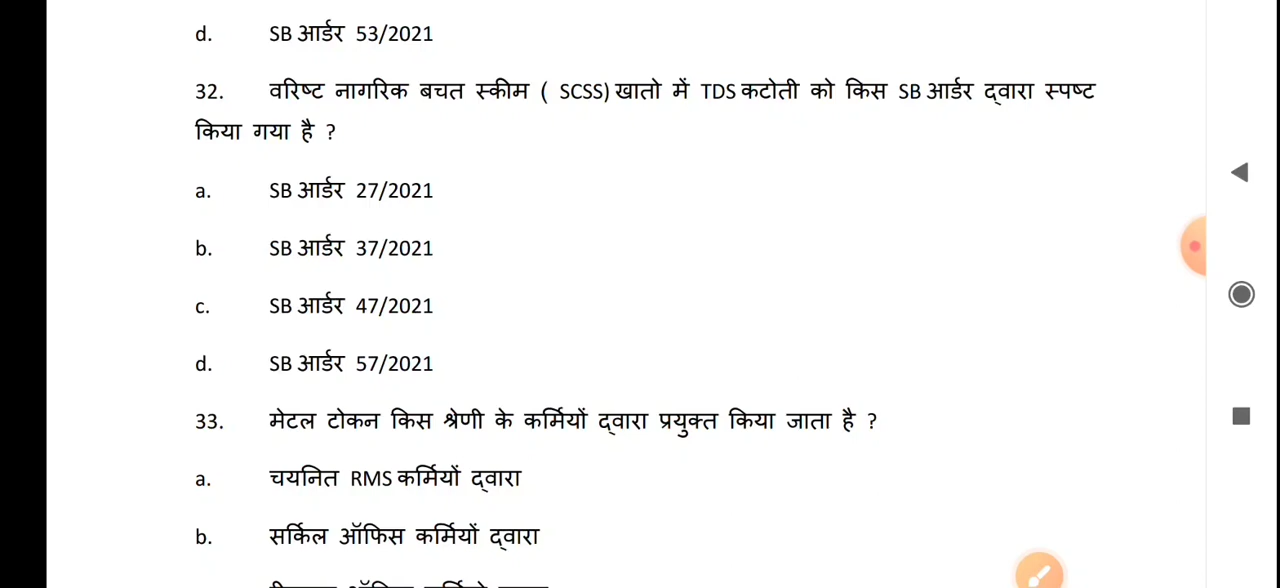 d. SB आर्डर 53/2021
32. वरिष्ट नागरिक बचत स्कीम ( SCSS) खातो में TDS कटोती को किस SB आर्डर द्वारा स्पष्ट
किया गया है ?
a. SB आर्डर 27/2021
b. SB आर्डर 37/2021
c. SB आर्डर 47/2021
d. SB आर्डर 57/2021
33. मेटल टोकन किस श्रेणी के कर्मियों द्वारा प्रयुक्त किया जाता है ?
a. चयनित RMS कर्मियों द्वारा
b. सर्किल ऑफिस कर्मियों द्वारा